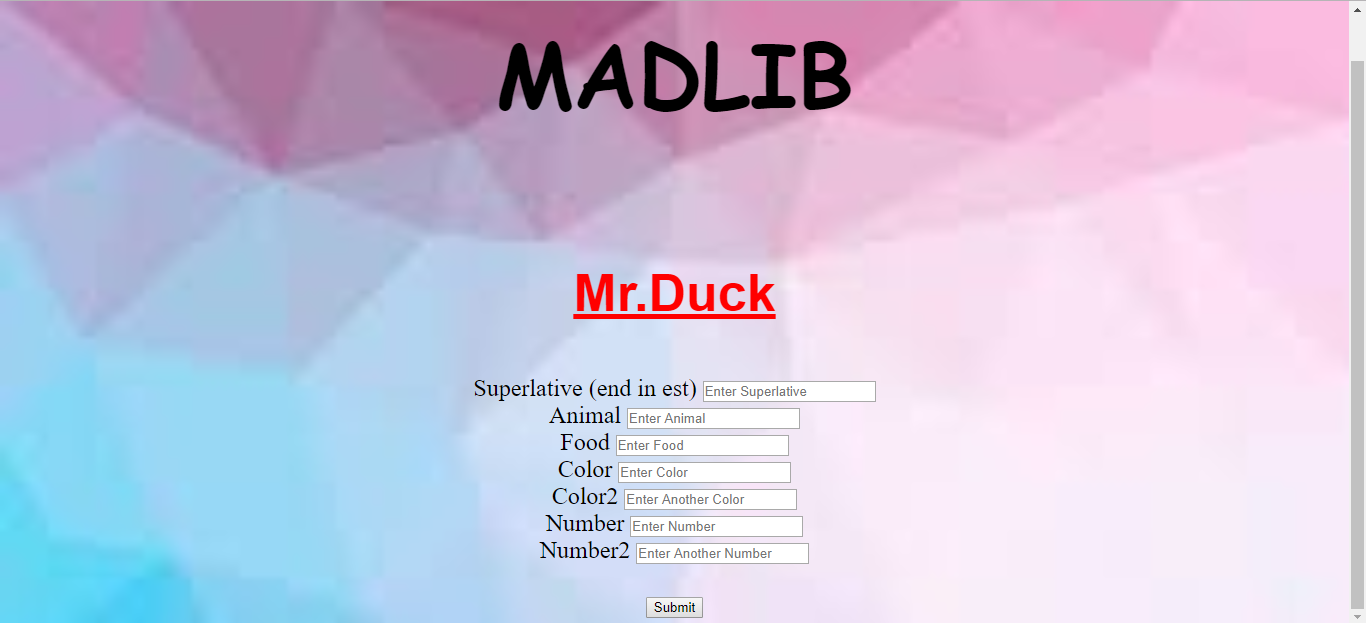 MADLIB
Mr.Duck
Superlative (end in est) Enter Superlative
Animal Enter Animal
Food Enter Food
Color Enter Color
Color2 Enter Another Color
Number Enter Number
Number2 Enter Another Number
Submit